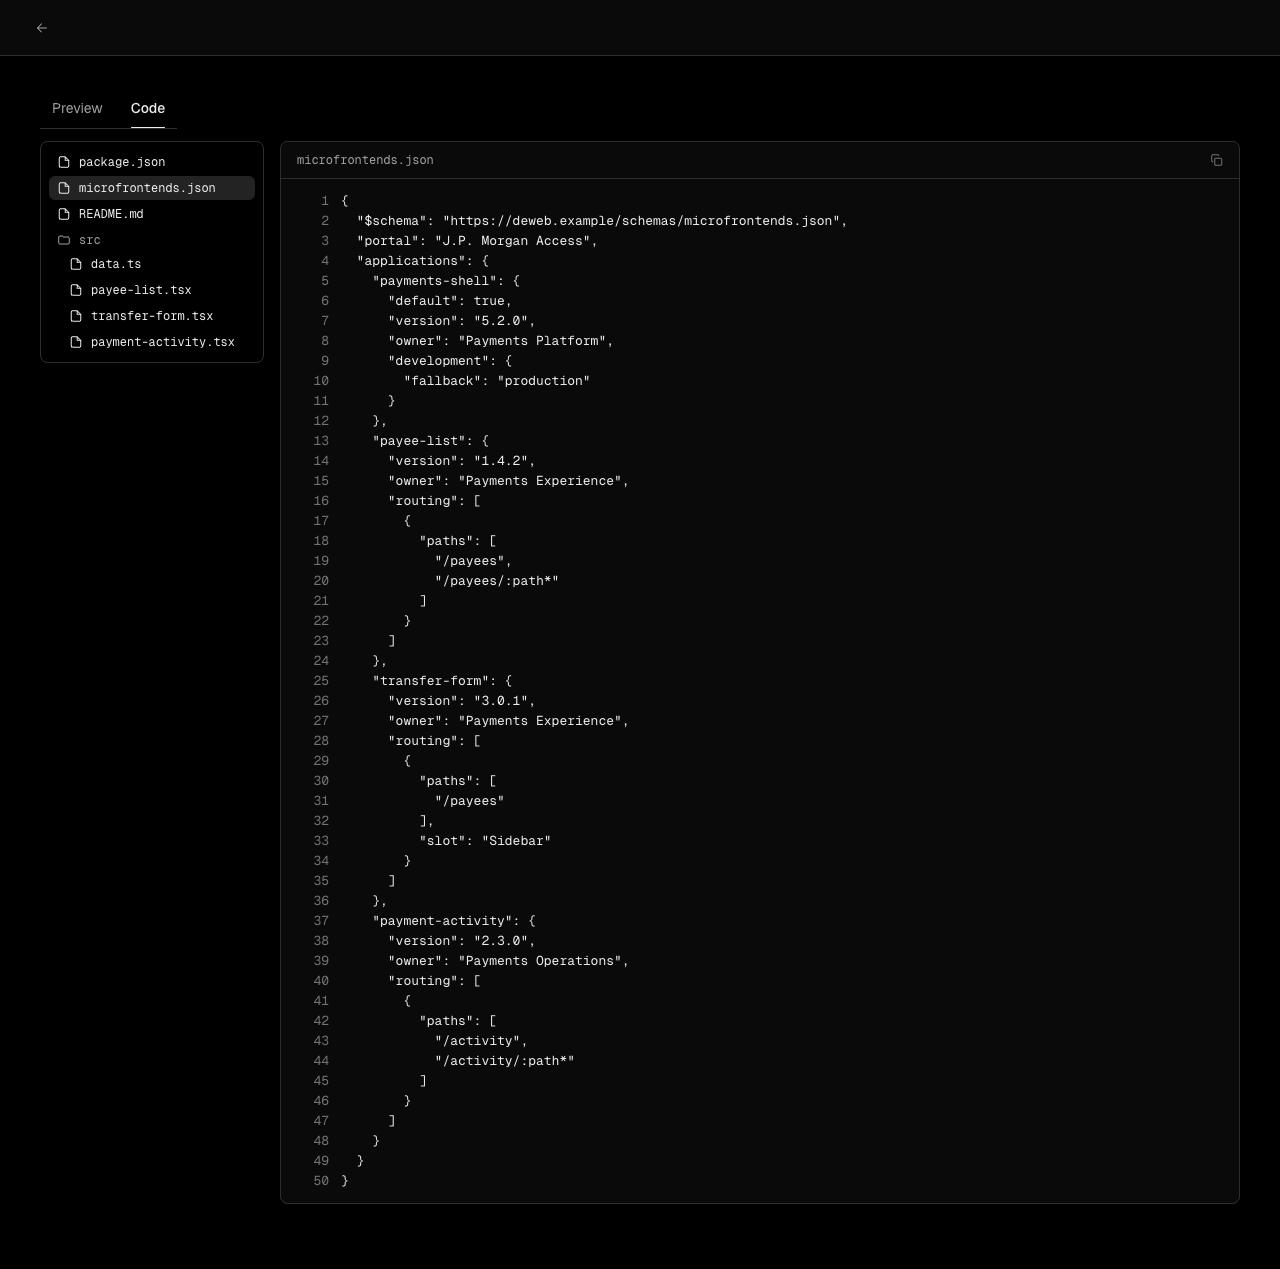 Preview
Code
package.json
microfrontends.json
README.md
src
data.ts
payee-list.tsx
transfer-form.tsx
payment-activity.tsx
microfrontends.json
1 {
2   "$schema": "https://deweb.example/schemas/microfrontends.json",
3   "portal": "J.P. Morgan Access",
4   "applications": {
5     "payments-shell": {
6       "default": true,
7       "version": "5.2.0",
8       "owner": "Payments Platform",
9       "development": {
10         "fallback": "production"
11       }
12     },
13     "payee-list": {
14       "version": "1.4.2",
15       "owner": "Payments Experience",
16       "routing": [
17         {
18           "paths": [
19             "/payees",
20             "/payees/:path*"
21           ]
22         }
23       ]
24     },
25     "transfer-form": {
26       "version": "3.0.1",
27       "owner": "Payments Experience",
28       "routing": [
29         {
30           "paths": [
31             "/payees"
32           ],
33           "slot": "Sidebar"
34         }
35       ]
36     },
37     "payment-activity": {
38       "version": "2.3.0",
39       "owner": "Payments Operations",
40       "routing": [
41         {
42           "paths": [
43             "/activity",
44             "/activity/:path*"
45           ]
46         }
47       ]
48     }
49   }
50 }